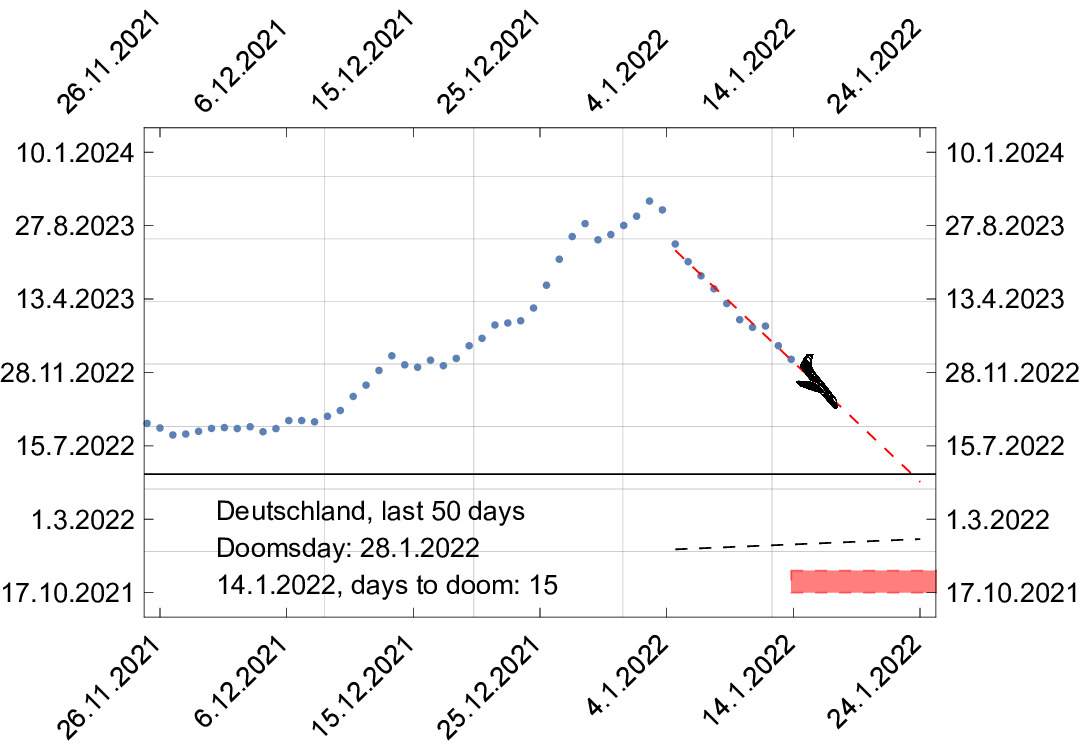 26.11.2021 6.12.2021 15.12.2021 25.12.2021 4.1.2022 14.1.2022 24.1.2022
10.1.2024 10.1.2024
27.8.2023 27.8.2023
13.4.2023 13.4.2023
28.11.2022 28.11.2022
15.7.2022 15.7.2022
Deutschland, last 50 days
1.3.2022 1.3.2022
Doomsday: 28.1.2022
14.1.2022, days to doom: 15
17.10.2021 17.10.2021
26.11.2021 6.12.2021 15.12.2021 25.12.2021 4.1.2022 14.1.2022 24.1.2022